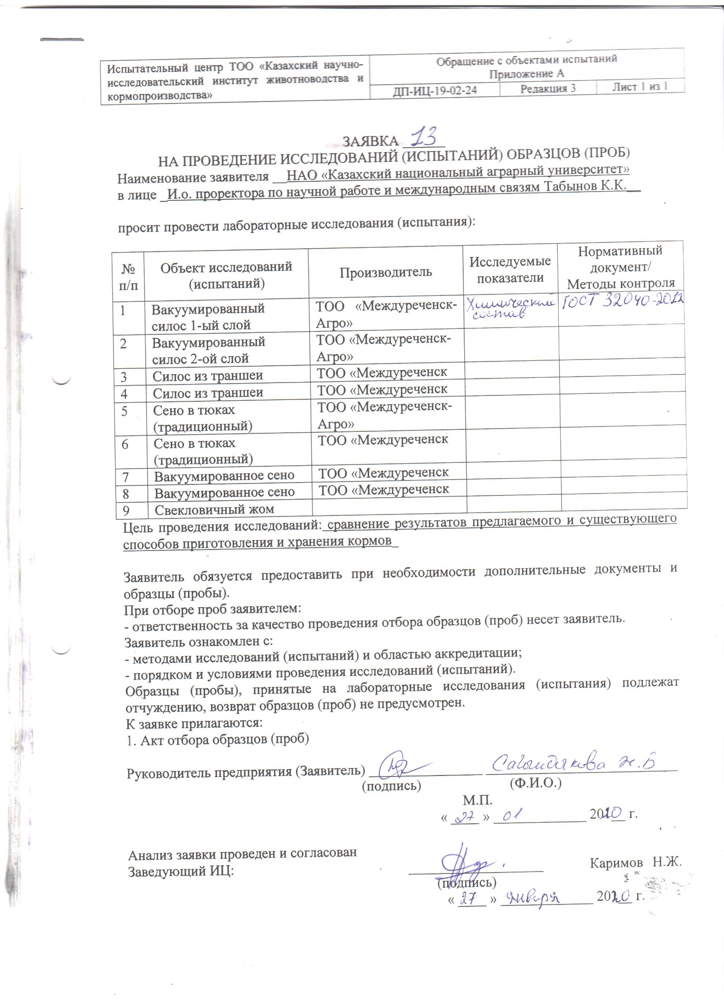 Испытательный центр ТОО «Казахский научно-
исследовательский институт животноводства и
кормопроизводства»
Обращение с объектами испытаний
Приложение А
ДП-ИЦ-19-02-24 Редакция 3 Лист 1 из 1
ЗАЯВКА 13
НА ПРОВЕДЕНИЕ ИССЛЕДОВАНИЙ (ИСПЫТАНИЙ) ОБРАЗЦОВ (ПРОБ)
Наименование заявителя __НАО «Казахский национальный аграрный университет»
в лице _И.о. проректора по научной работе и международным связям Табынов К.К.__
просит провести лабораторные исследования (испытания):
№ п/п Объект исследований (испытаний) Производитель Исследуемые показатели Нормативный документ/ Методы контроля
1 Вакуумированный силос 1-ый слой ТОО «Междуреченск-Агро» Химический состав ГОСТ 32040-2012
2 Вакуумированный силос 2-ой слой ТОО «Междуреченск-Агро»
3 Силос из траншеи ТОО «Междуреченск
4 Силос из траншеи ТОО «Междуреченск
5 Сено в тюках (традиционный) ТОО «Междуреченск-Агро»
6 Сено в тюках (традиционный) ТОО «Междуреченск
7 Вакуумированное сено ТОО «Междуреченск
8 Вакуумированное сено ТОО «Междуреченск
9 Свекловичный жом
Цель проведения исследований: сравнение результатов предлагаемого и существующего
способов приготовления и хранения кормов_
Заявитель обязуется предоставить при необходимости дополнительные документы и
образцы (пробы).
При отборе проб заявителем:
- ответственность за качество проведения отбора образцов (проб) несет заявитель.
Заявитель ознакомлен с:
- методами исследований (испытаний) и областью аккредитации;
- порядком и условиями проведения исследований (испытаний).
Образцы (пробы), принятые на лабораторные исследования (испытания) подлежат
отчуждению, возврат образцов (проб) не предусмотрен.
К заявке прилагаются:
1. Акт отбора образцов (проб)
Руководитель предприятия (Заявитель) Сагындыкова
(подпись) (Ф.И.О.)
М.П.
« 27 » 01 2020 г.
Анализ заявки проведен и согласован
Заведующий ИЦ: Каримов Н.Ж.
(подпись)
« 27 » января 2020 г.